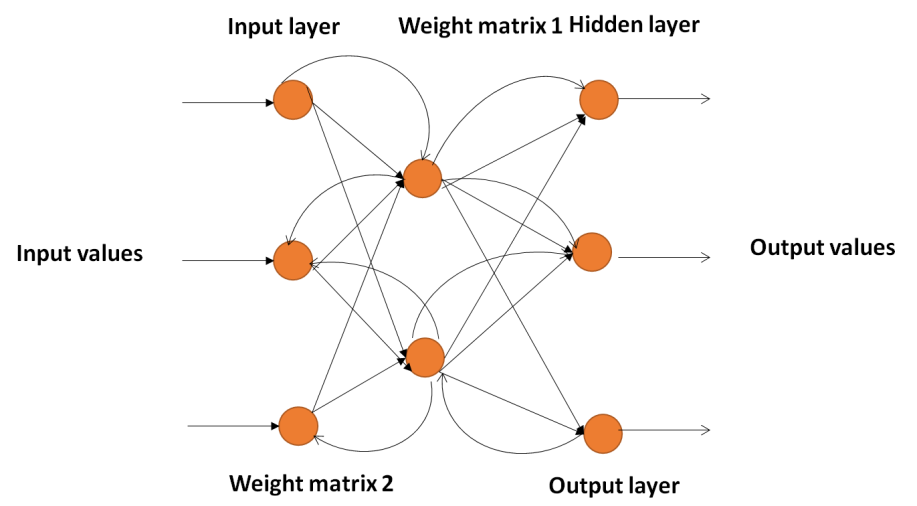 Input layer
Weight matrix 1 Hidden layer
Input values
Output values
Weight matrix 2
Output layer